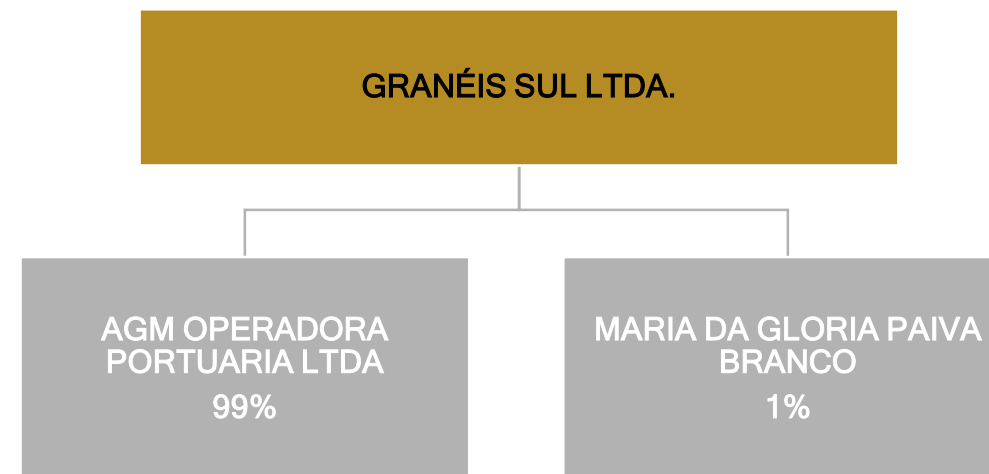 GRANÉIS SUL LTDA.
AGM OPERADORA
PORTUARIA LTDA
99%
MARIA DA GLORIA PAIVA
BRANCO
1%